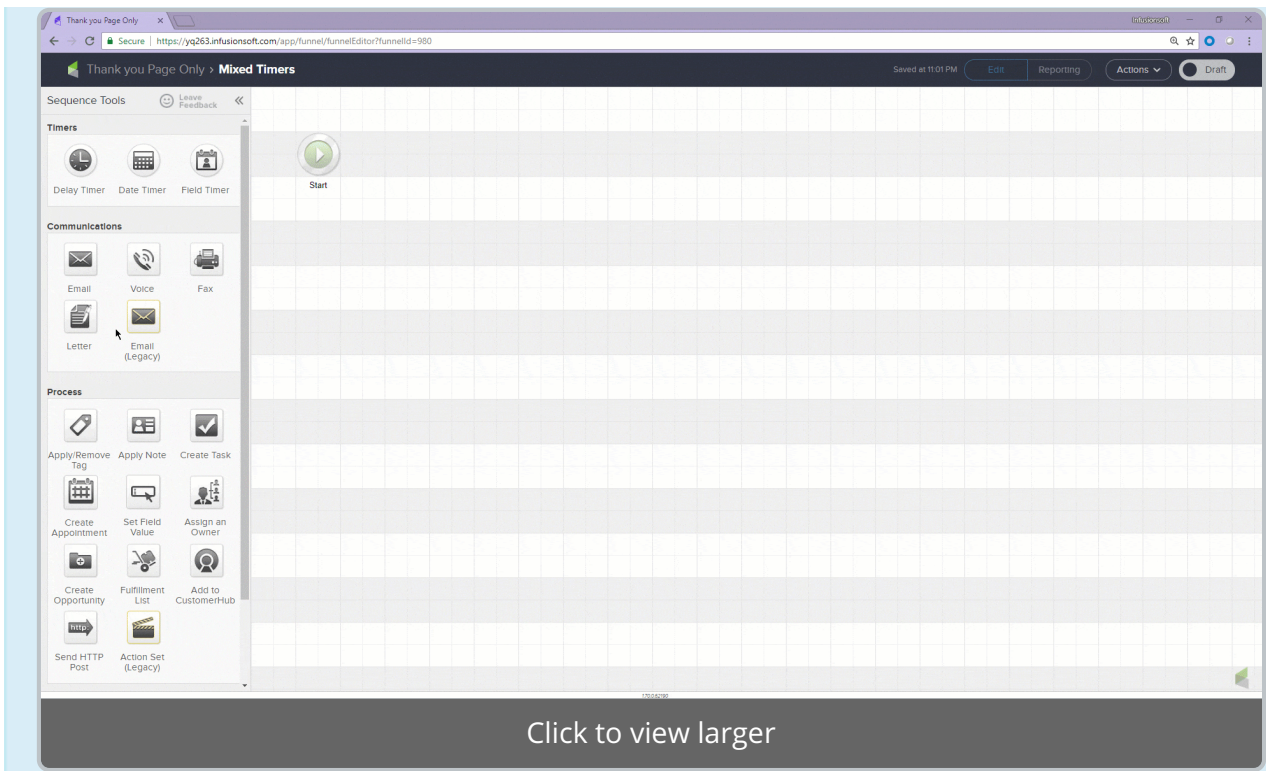 Thank you Page Only
Infusionsoft
Secure | https://yq263.infusionsoft.com/app/funnel/funnelEditor?funnelId=980
Thank you Page Only > Mixed Timers
Saved at 11:01 PM
Edit
Reporting
Actions
Draft
Sequence Tools
Leave
Feedback
Timers
Delay Timer
Date Timer
Field Timer
Start
Communications
Email
Voice
Fax
Letter
Email
(Legacy)
Process
Apply/Remove
Tag
Apply Note
Create Task
Create
Appointment
Set Field
Value
Assign an
Owner
Create
Opportunity
Fulfillment
List
Add to
CustomerHub
http:
Send HTTP
Post
Action Set
(Legacy)
Click to view larger